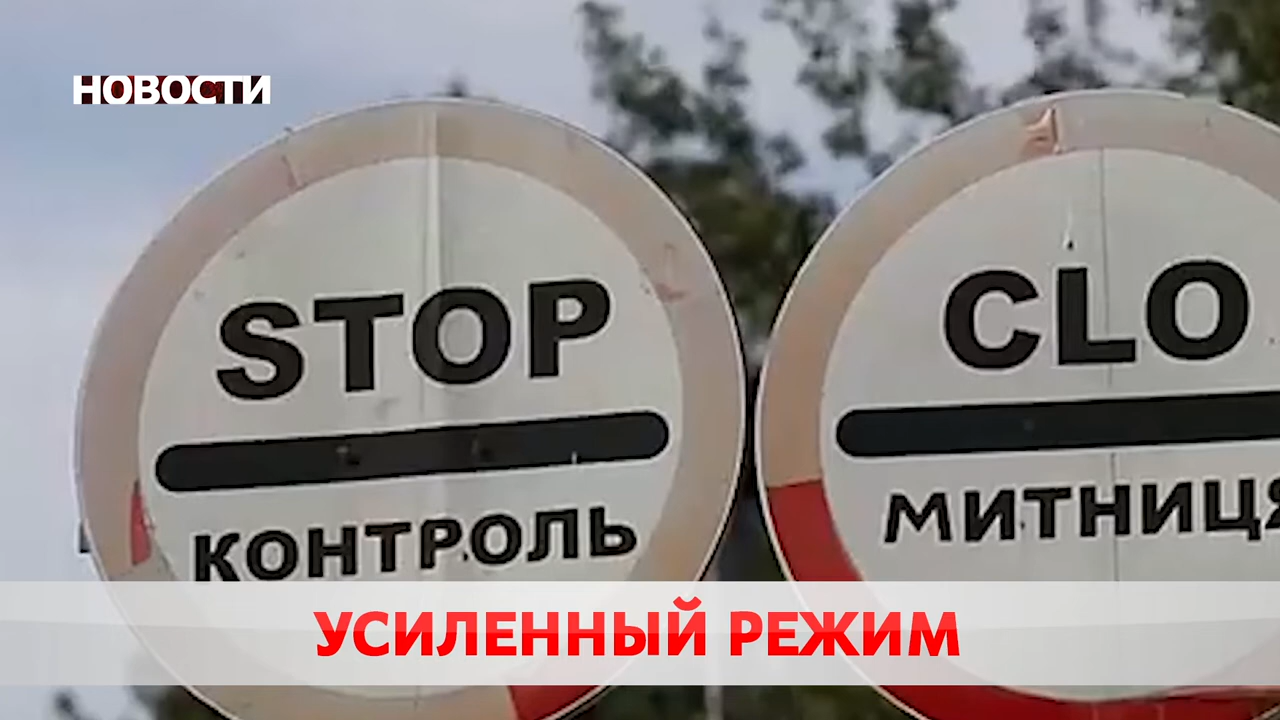 НОВОСТИ
STOP
КОНТРОЛЬ
CLO
МИТНИЦЯ
УСИЛЕННЫЙ РЕЖИМ